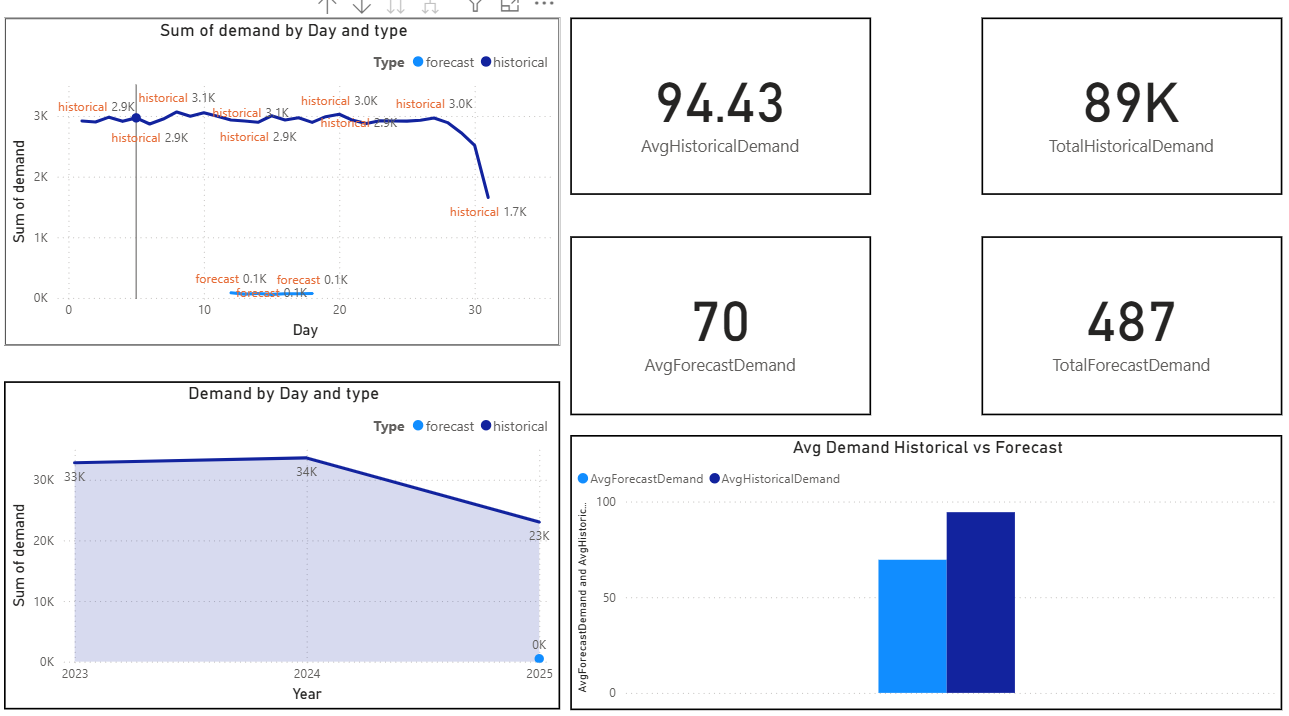 Sum of demand by Day and type
Type forecast historical
historical 2.9K
historical 3.1K
historical 3.1K
historical 3.0K
historical 2.9K
historical 3.0K
historical 2.9K
historical 2.9K
historical 1.7K
forecast 0.1K
forecast 0.1K
forecast 0.1K
3K
2K
1K
0K
Sum of demand
0 10 20 30
Day
94.43
AvgHistoricalDemand
89K
TotalHistoricalDemand
70
AvgForecastDemand
487
TotalForecastDemand
Demand by Day and type
Type forecast historical
33K
34K
23K
0K
30K
20K
10K
0K
Sum of demand
2023 2024 2025
Year
Avg Demand Historical vs Forecast
AvgForecastDemand AvgHistoricalDemand
100
50
0
AvgForecastDemand and AvgHistoric...